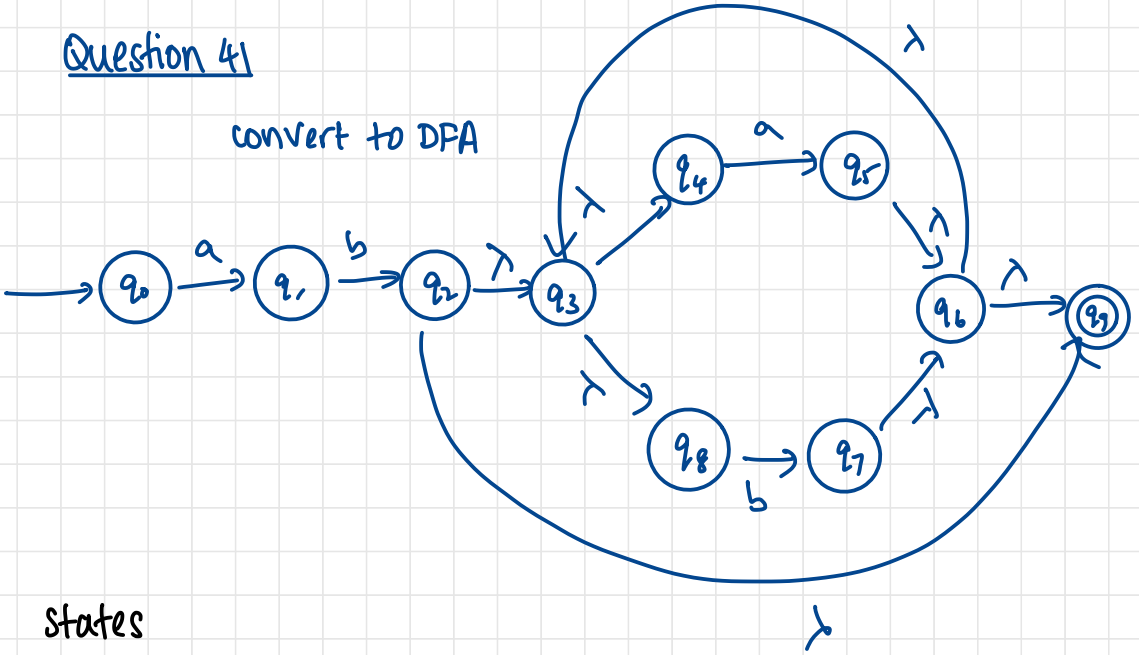 Question 41
convert to DFA
λ
a
q4
q5
λ
λ
a
b
λ
λ
q0
q1
q2
q3
q6
q9
λ
λ
q8
q7
b
states
λ